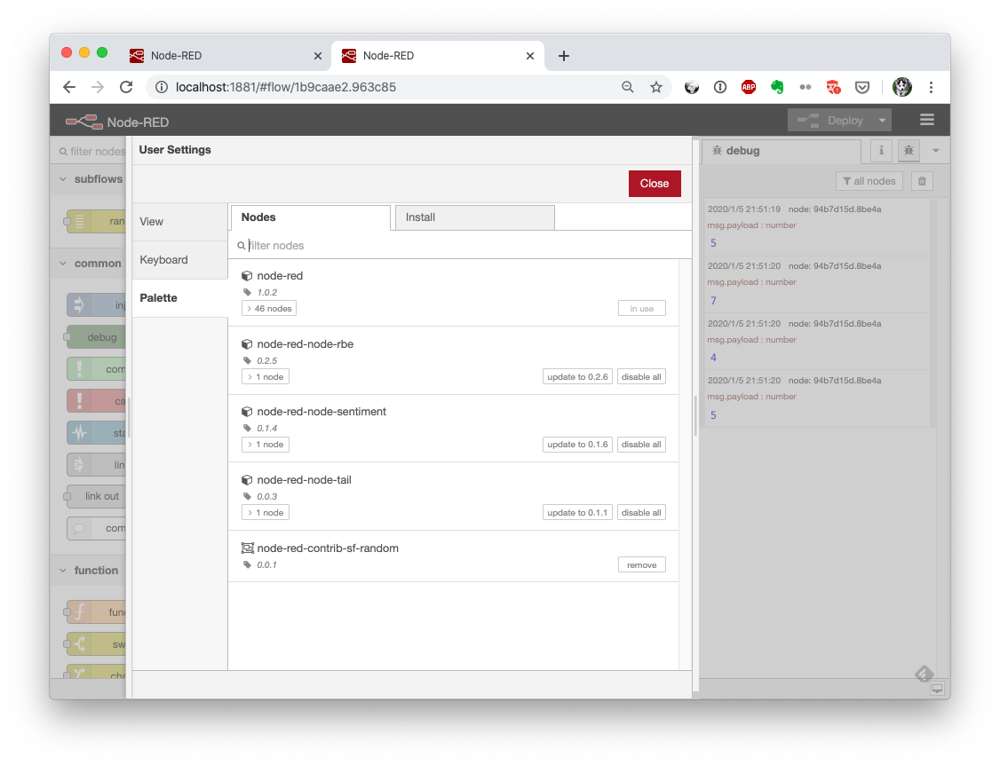 Node-RED
Node-RED
localhost:1881/#flow/1b9caae2.963c85
ABP
Node-RED
Deploy
filter nodes
subflows
ran
common
inj
debug
com
ca
sta
lin
link out
com
function
f
fun
sw
cha
User Settings
Close
View
Keyboard
Palette
Nodes
Install
filter nodes
node-red
1.0.2
46 nodes
in use
node-red-node-rbe
0.2.5
1 node
update to 0.2.6
disable all
node-red-node-sentiment
0.1.4
1 node
update to 0.1.6
disable all
node-red-node-tail
0.0.3
1 node
update to 0.1.1
disable all
node-red-contrib-sf-random
0.0.1
remove
debug
i
all nodes
2020/1/5 21:51:19 node: 94b7d15d.8be4a
msg.payload : number
5
2020/1/5 21:51:20 node: 94b7d15d.8be4a
msg.payload : number
7
2020/1/5 21:51:20 node: 94b7d15d.8be4a
msg.payload : number
4
2020/1/5 21:51:20 node: 94b7d15d.8be4a
msg.payload : number
5